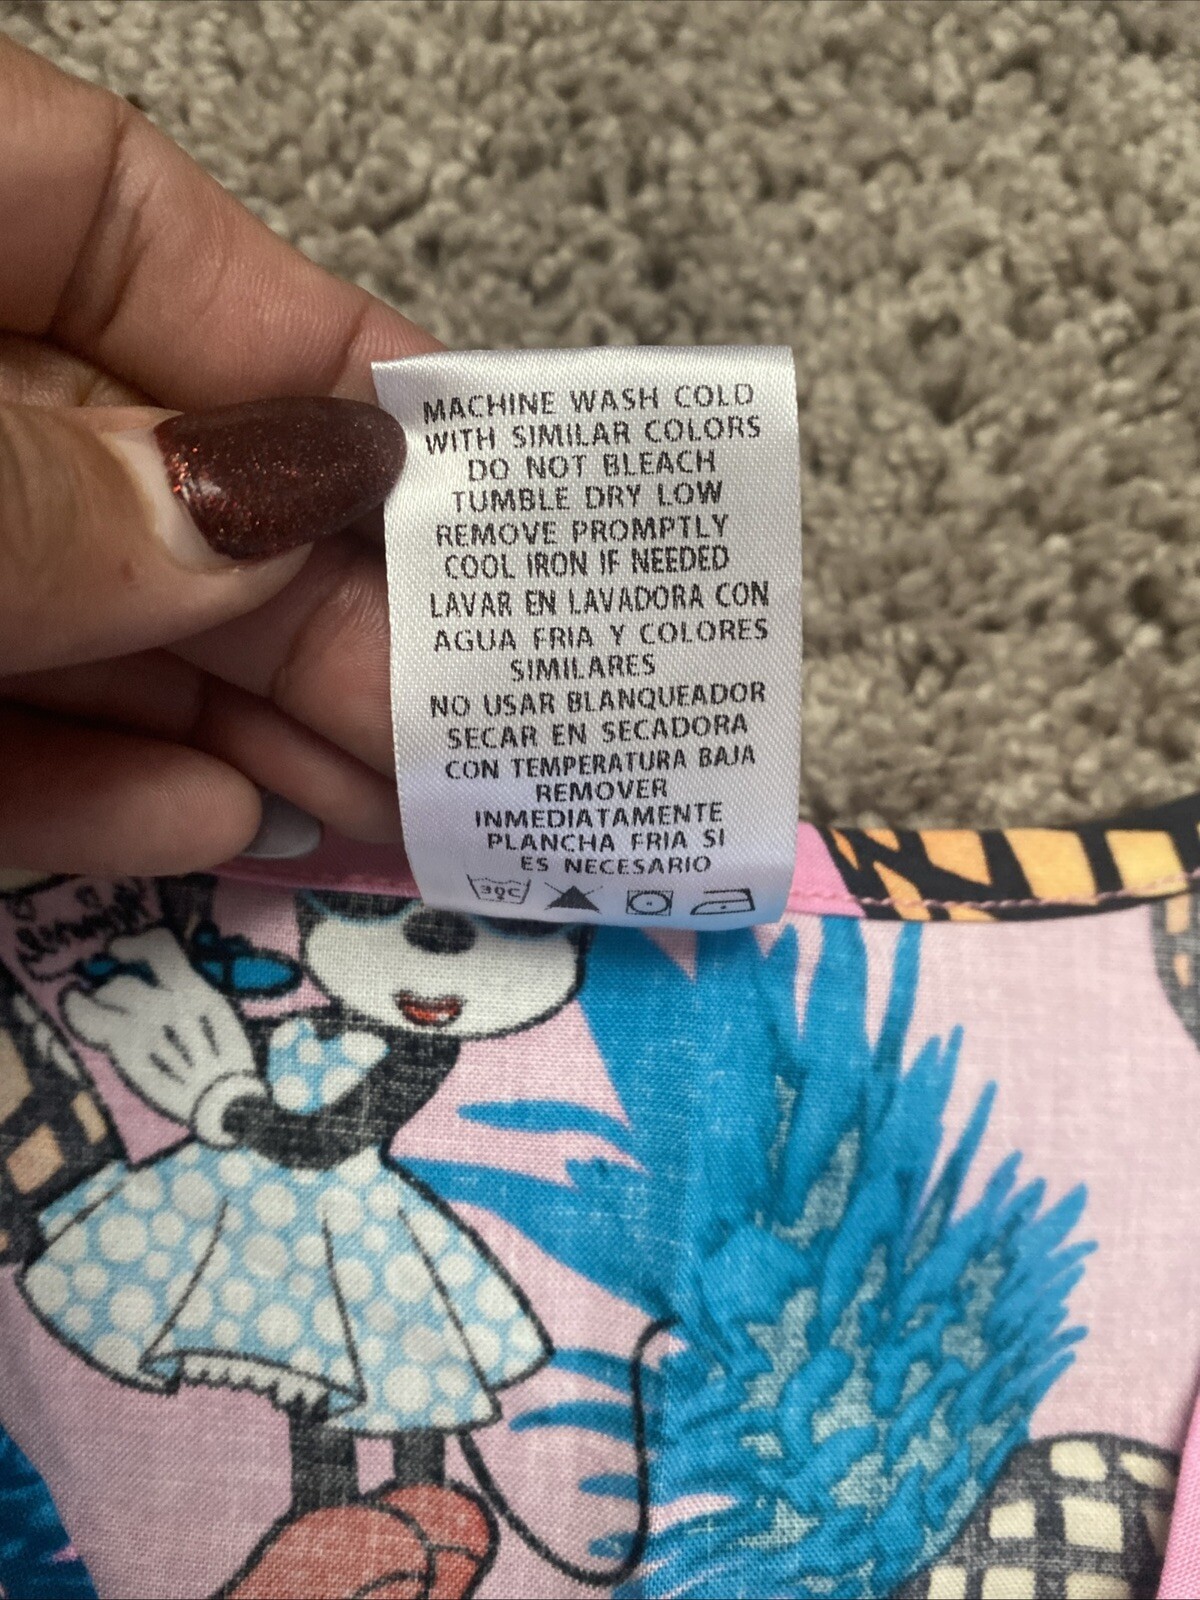 MACHINE WASH COLD
WITH SIMILAR COLORS
DO NOT BLEACH
TUMBLE DRY LOW
REMOVE PROMPTLY
COOL IRON IF NEEDED
LAVAR EN LAVADORA CON
AGUA FRIA Y COLORES
SIMILARES
NO USAR BLANQUEADOR
SECAR EN SECADORA
CON TEMPERATURA BAJA
REMOVER
INMEDIATAMENTE
PLANCHA FRIA SI
ES NECESARIO
30C